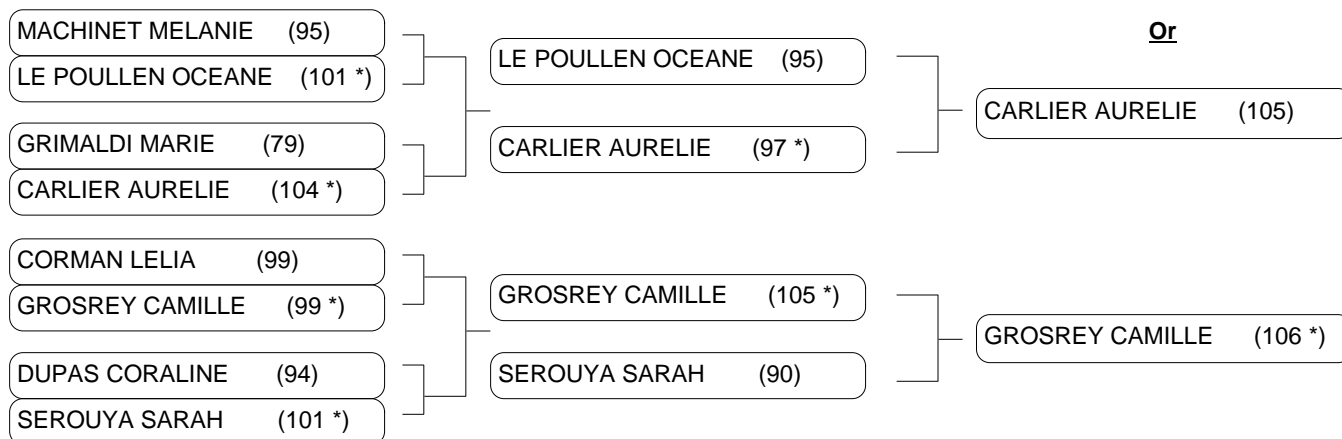 MACHINET MELANIE (95)
LE POULLEN OCEANE (101 *)
GRIMALDI MARIE (79)
CARLIER AURELIE (104 *)
CORMAN LELIA (99)
GROSREY CAMILLE (99 *)
DUPAS CORALINE (94)
SEROUYA SARAH (101 *)
LE POULLEN OCEANE (95)
CARLIER AURELIE (97 *)
GROSREY CAMILLE (105 *)
SEROUYA SARAH (90)
Or
CARLIER AURELIE (105)
GROSREY CAMILLE (106 *)